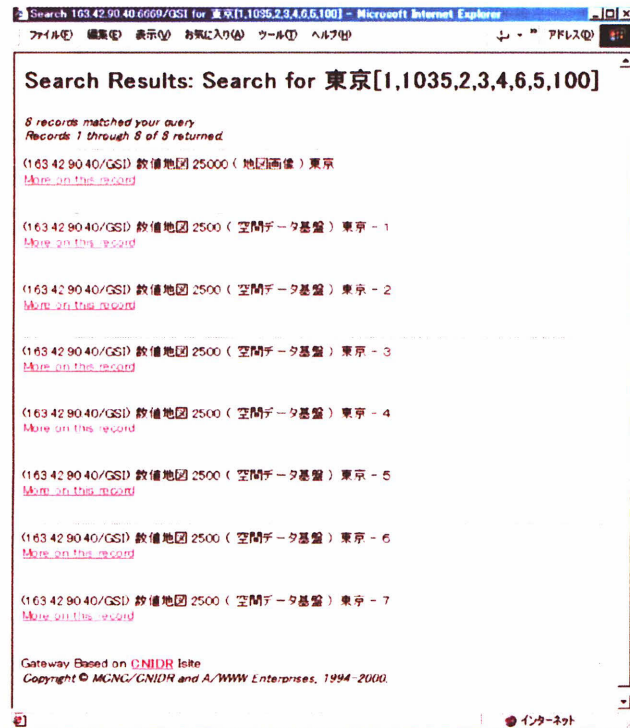 Search 163.42.90.40:6669/GSI for 東京[1,1035,2,3,4,6,5,100] - Microsoft Internet Explorer
ファイル(F) 編集(E) 表示(V) お気に入り(A) ツール(T) ヘルプ(H) アドレス(D)
Search Results: Search for 東京[1,1035,2,3,4,6,5,100]
8 records matched your query
Records 1 through 8 of 8 returned.
(163.42.90.40/GSI) 数値地図 25000 ( 地図画像 ) 東京
More on this record
(163.42.90.40/GSI) 数値地図 2500 ( 空間データ基盤 ) 東京 - 1
More on this record
(163.42.90.40/GSI) 数値地図 2500 ( 空間データ基盤 ) 東京 - 2
More on this record
(163.42.90.40/GSI) 数値地図 2500 ( 空間データ基盤 ) 東京 - 3
More on this record
(163.42.90.40/GSI) 数値地図 2500 ( 空間データ基盤 ) 東京 - 4
More on this record
(163.42.90.40/GSI) 数値地図 2500 ( 空間データ基盤 ) 東京 - 5
More on this record
(163.42.90.40/GSI) 数値地図 2500 ( 空間データ基盤 ) 東京 - 6
More on this record
(163.42.90.40/GSI) 数値地図 2500 ( 空間データ基盤 ) 東京 - 7
More on this record
Gateway Based on CNIDR Isite
Copyright © MCNC/CNIDR and A/WWW Enterprises, 1994-2000.
インターネット